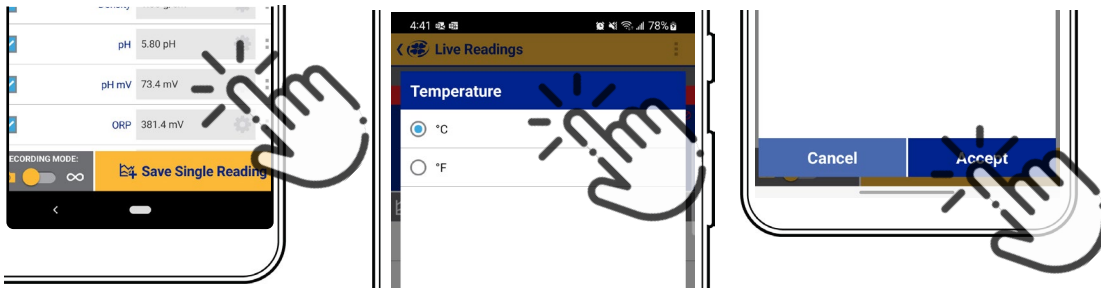 pH 5.80 pH
pH mV 73.4 mV
ORP 381.4 mV
ECORDING MODE:
∞
Save Single Reading
4:41
78%
Live Readings
Temperature
°C
°F
Cancel Accept